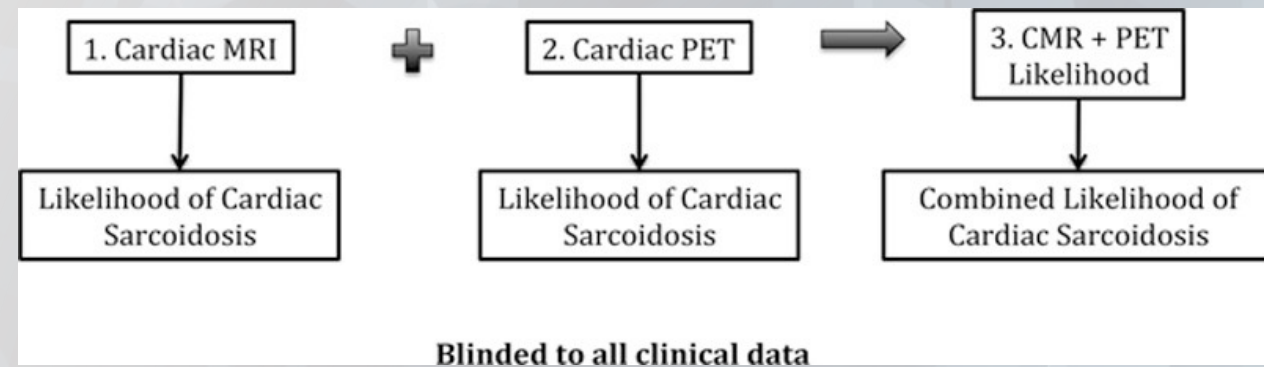 1. Cardiac MRI
2. Cardiac PET
3. CMR + PET
Likelihood
Likelihood of Cardiac
Sarcoidosis
Likelihood of Cardiac
Sarcoidosis
Combined Likelihood of
Cardiac Sarcoidosis
Blinded to all clinical data